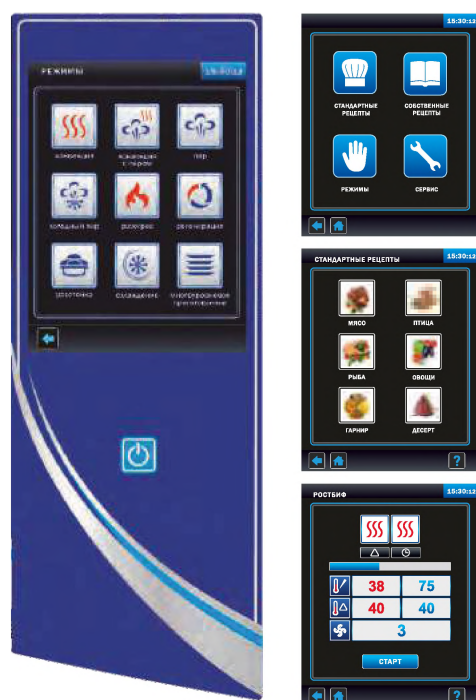 РЕЖИМЫ
конвекция
конвекция
с паром
пар
холодный пар
разогрев
регенерация
расстойка
охлаждение
многоуровневое
приготовление
15:30:12
СТАНДАРТНЫЕ
РЕЦЕПТЫ
СОБСТВЕННЫЕ
РЕЦЕПТЫ
РЕЖИМЫ
СЕРВИС
СТАНДАРТНЫЕ РЕЦЕПТЫ
15:30:12
МЯСО
ПТИЦА
РЫБА
ОВОЩИ
ГАРНИР
ДЕСЕРТ
?
РОСТБИФ
15:30:12
38
75
40
40
3
СТАРТ
?